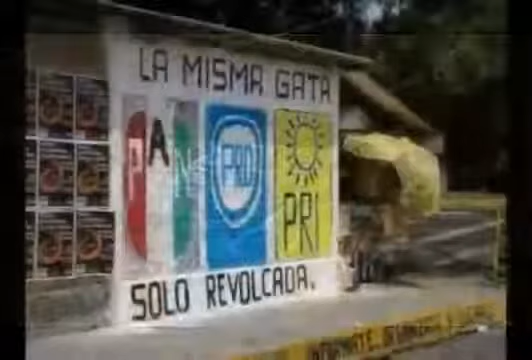 LA MISMA GATA
PAN
PRD
PRI
SOLO REVOLCADA.